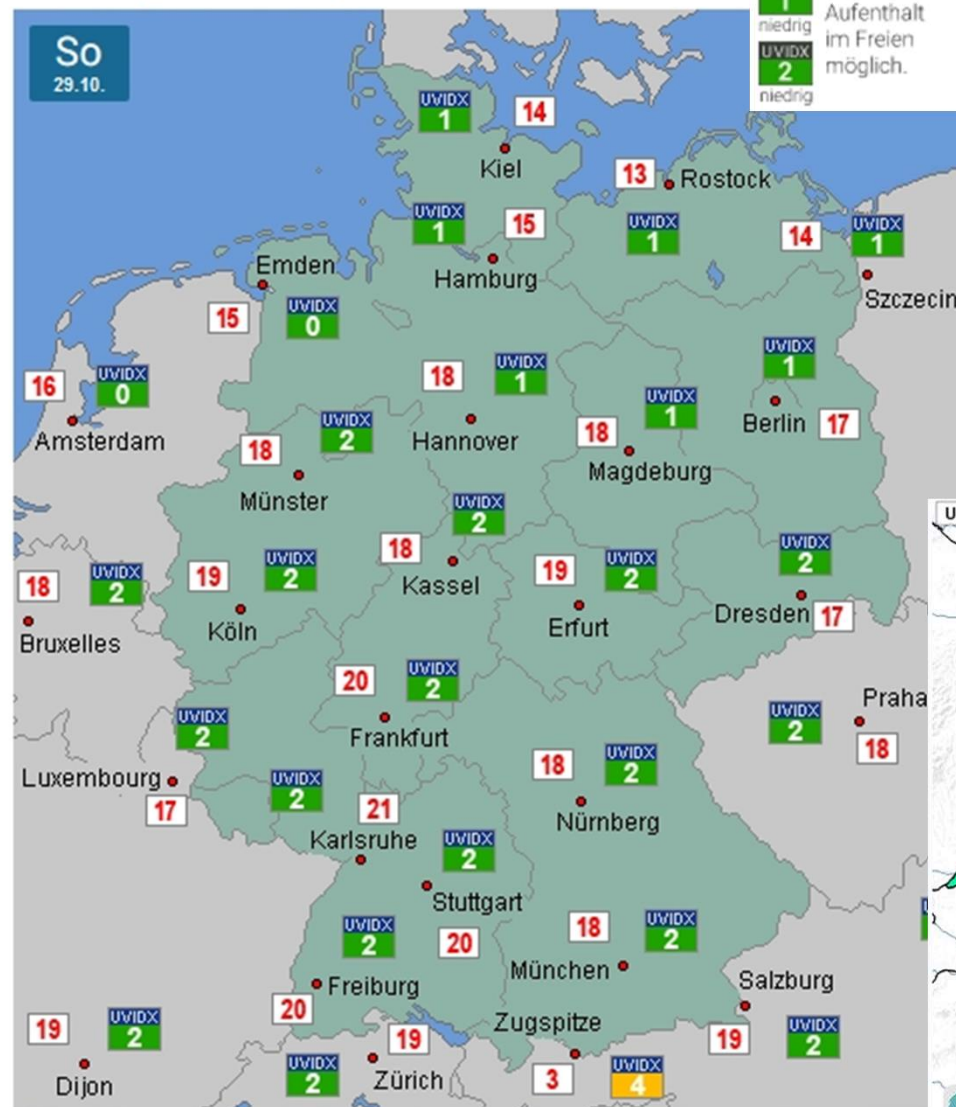 So
29.10.
1
niedrig
UVIDX
2
niedrig
Aufenthalt
im Freien
möglich.
UVIDX
1
14
Kiel
13
Rostock
UVIDX
1
15
Hamburg
UVIDX
1
14
UVIDX
1
Szczecin
Emden
15
UVIDX
0
16
UVIDX
0
Amsterdam
18
UVIDX
1
Hannover
UVIDX
1
Berlin
17
18
UVIDX
1
Magdeburg
18
UVIDX
2
Münster
UVIDX
2
18
Kassel
18
UVIDX
2
Bruxelles
19
UVIDX
2
Köln
19
UVIDX
2
Erfurt
UVIDX
2
Dresden
17
20
UVIDX
2
Frankfurt
UVIDX
2
Luxembourg
17
UVIDX
2
Praha
18
18
UVIDX
2
Nürnberg
UVIDX
2
21
Karlsruhe
UVIDX
2
Stuttgart
20
UVIDX
2
Freiburg
20
18
UVIDX
2
München
Salzburg
19
UVIDX
2
19
UVIDX
2
Dijon
UVIDX
2
19
Zürich
Zugspitze
3
UVIDX
4
U